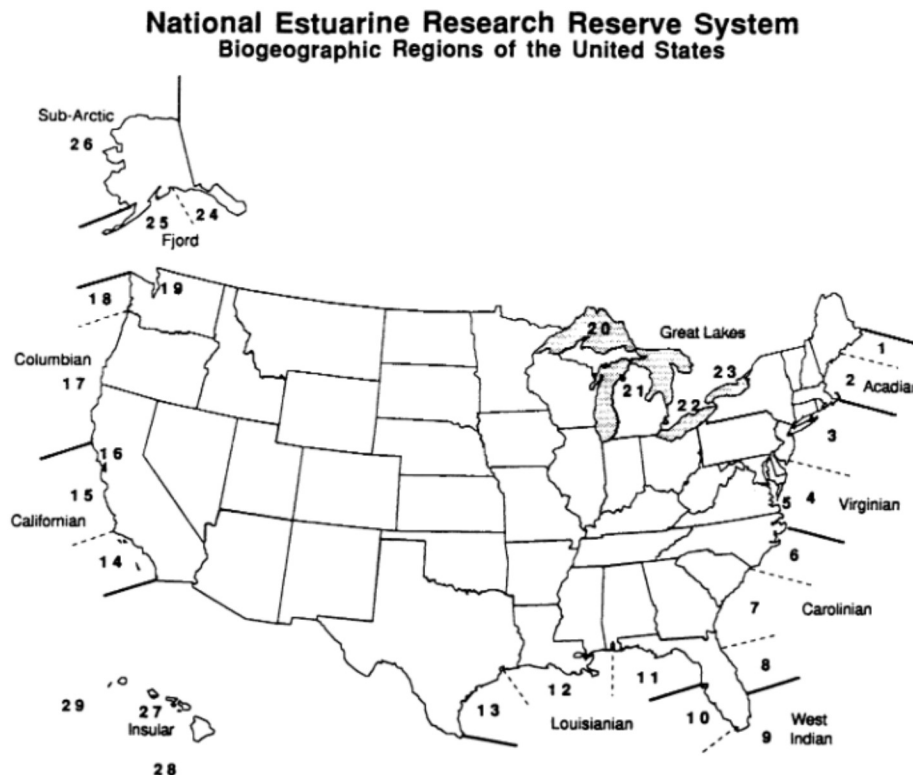 National Estuarine Research Reserve System
Biogeographic Regions of the United States
Sub-Arctic
26
25
24
Fjord
18
19
20
Great Lakes
1
Columbian
17
23
2
Acadian
21
22
16
3
15
5
4
Californian
Virginian
14
6
7
Carolinian
8
29
27
Insular
28
13
12
11
Louisianian
10
9
West
Indian